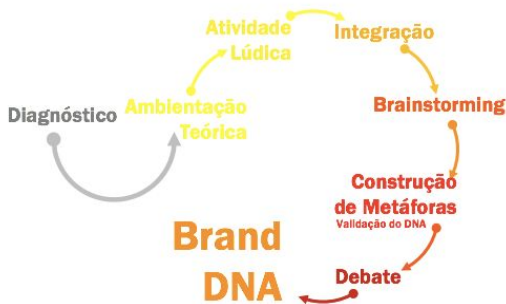 Diagnóstico
Ambientação
Teórica
Atividade
Lúdica
Integração
Brainstorming
Construção
de Metáforas
Validação do DNA
Debate
Brand
DNA